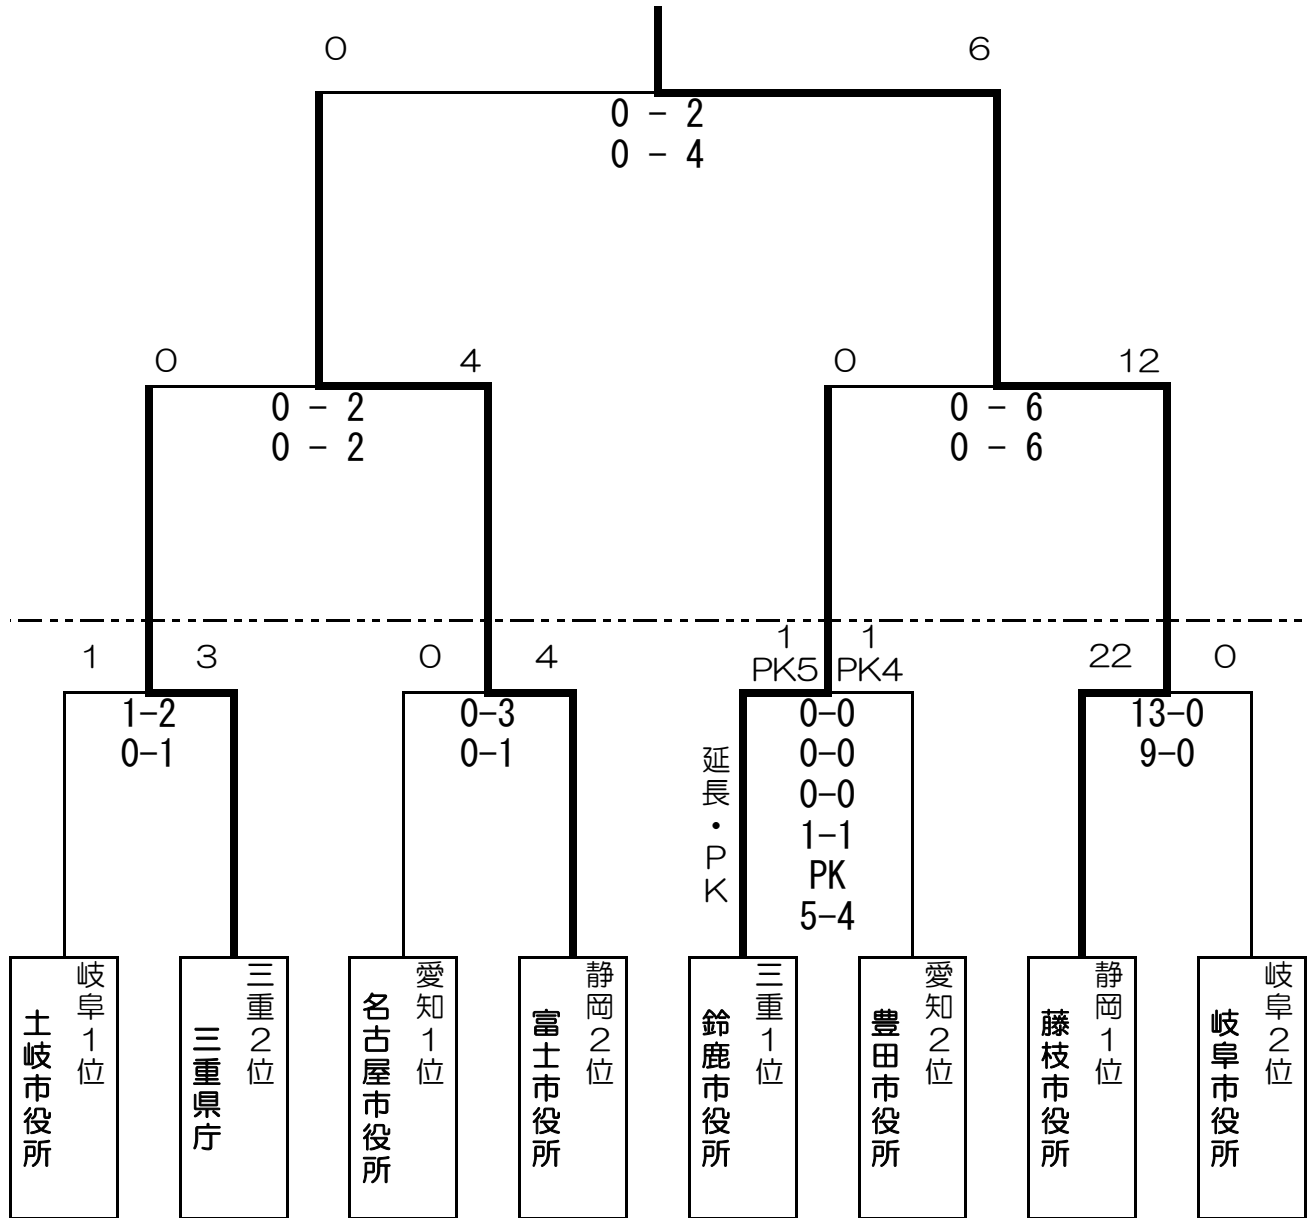 0
6
0 - 2
0 - 4
0
4
0
12
0 - 2
0 - 2
0 - 6
0 - 6
1
3
0
4
1
PK5
1
PK4
22
0
1-2
0-1
0-3
0-1
0-0
0-0
0-0
1-1
PK
5-4
13-0
9-0
延長・PK
岐阜1位
土岐市役所
三重2位
三重県庁
愛知1位
名古屋市役所
静岡2位
富士市役所
三重1位
鈴鹿市役所
愛知2位
豊田市役所
静岡1位
藤枝市役所
岐阜2位
岐阜市役所